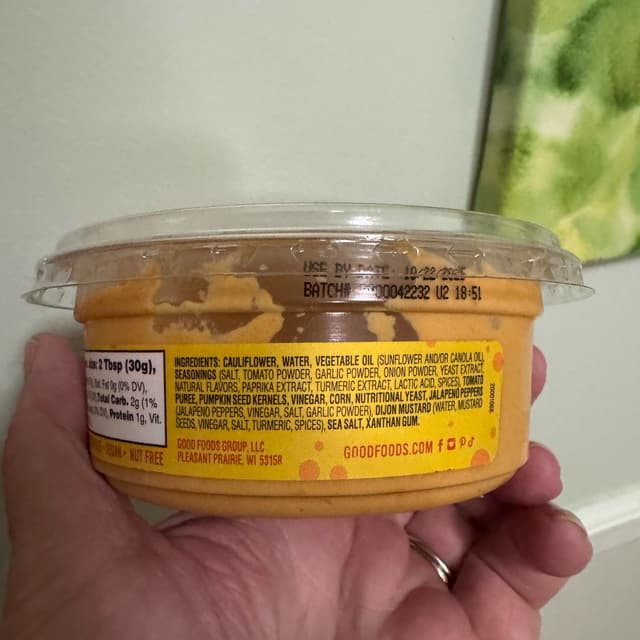 USE BY DATE: 10-22/2025
BATCH# 00042232 U2 18:51
2 Tbsp (30g),
Fat 0g (0% DV),
Total Carb. 2g (1%
DV), Protein 1g, Vit.
VEGAN • NUT FREE
INGREDIENTS: CAULIFLOWER, WATER, VEGETABLE OIL (SUNFLOWER AND/OR CANOLA OIL),
SEASONINGS (SALT, TOMATO POWDER, GARLIC POWDER, ONION POWDER, YEAST EXTRACT,
NATURAL FLAVORS, PAPRIKA EXTRACT, TURMERIC EXTRACT, LACTIC ACID, SPICES), TOMATO
PUREE, PUMPKIN SEED KERNELS, VINEGAR, CORN, NUTRITIONAL YEAST, JALAPEÑO PEPPERS
(JALAPENO PEPPERS, VINEGAR, SALT, GARLIC POWDER), DIJON MUSTARD (WATER, MUSTARD
SEEDS, VINEGAR, SALT, TURMERIC, SPICES), SEA SALT, XANTHAN GUM.
GOOD FOODS GROUP, LLC
PLEASANT PRAIRIE, WI 53158
GOODFOODS.COM